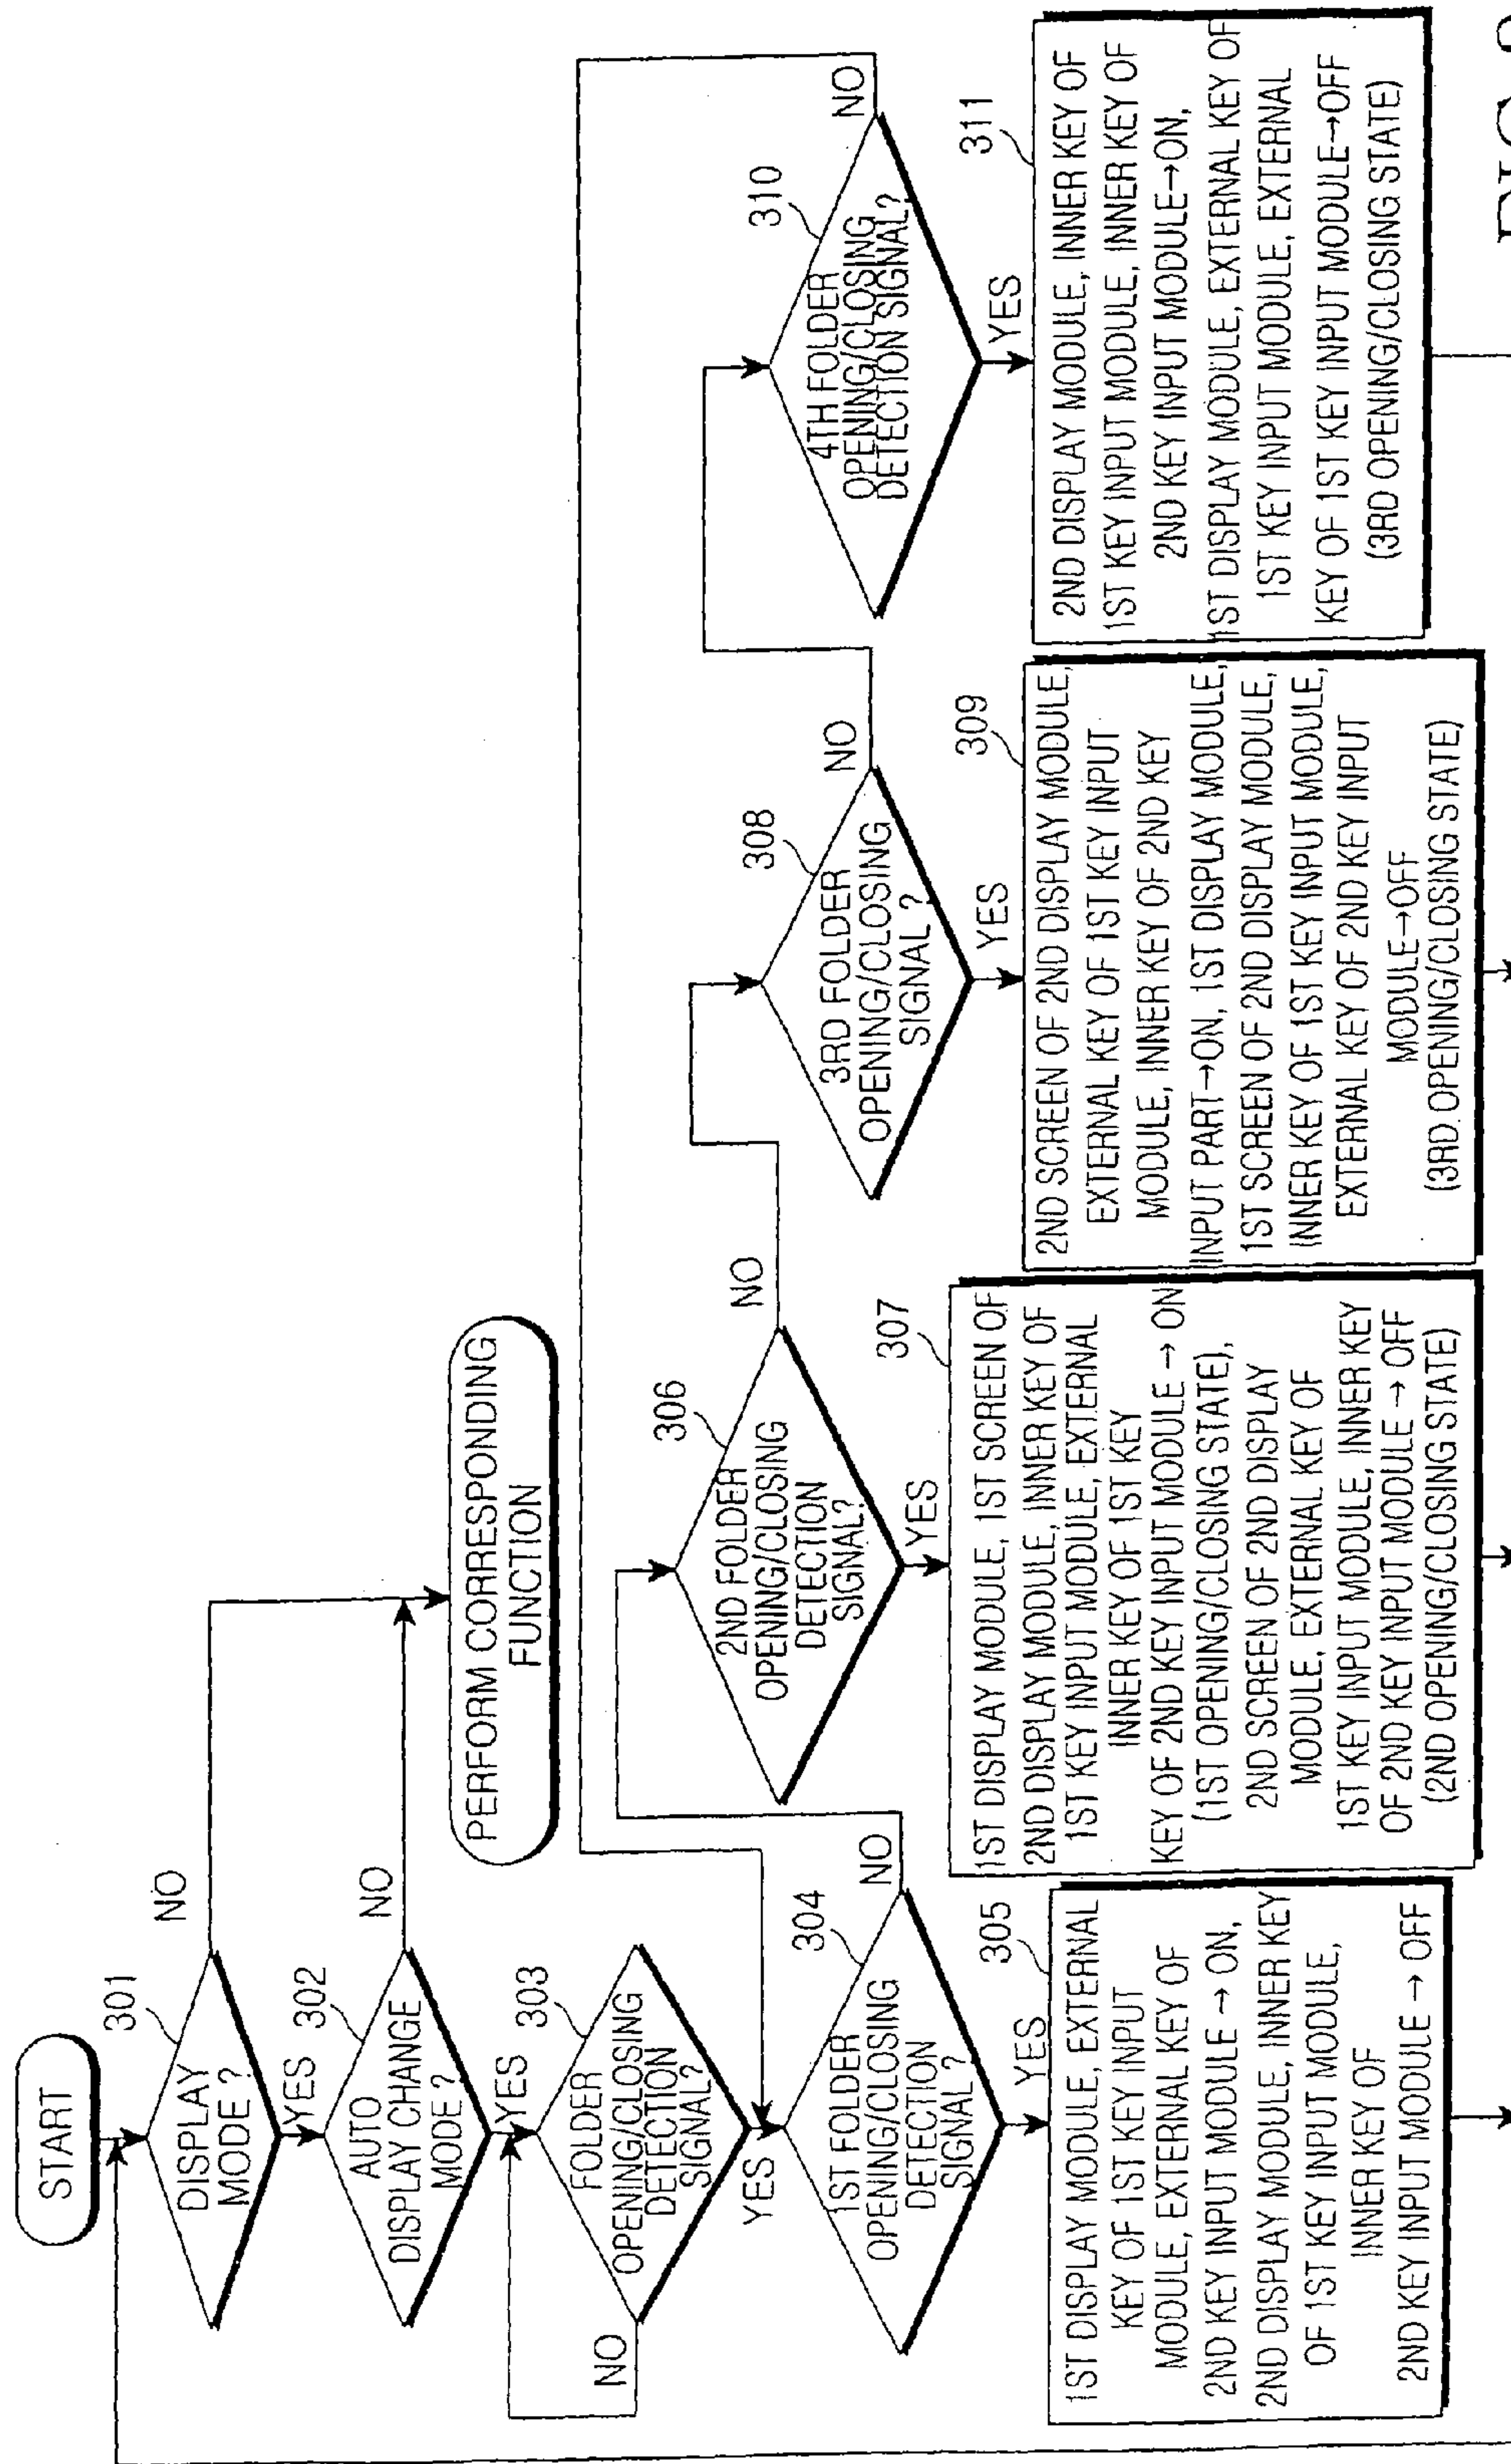 START
301
DISPLAY
MODE?
NO
YES
302
AUTO
DISPLAY CHANGE
MODE?
NO
YES
PERFORM CORRESPONDING
FUNCTION
303
FOLDER
OPENING/CLOSING
DETECTION
SIGNAL?
NO
YES
304
1ST FOLDER
OPENING/CLOSING
DETECTION
SIGNAL?
NO
YES
305
1ST DISPLAY MODULE, EXTERNAL
KEY OF 1ST KEY INPUT
MODULE, EXTERNAL KEY OF
2ND KEY INPUT MODULE → ON,
2ND DISPLAY MODULE, INNER KEY
OF 1ST KEY INPUT MODULE,
INNER KEY OF
2ND KEY INPUT MODULE → OFF
306
2ND FOLDER
OPENING/CLOSING
DETECTION
SIGNAL?
NO
YES
307
1ST DISPLAY MODULE, 1ST SCREEN OF
2ND DISPLAY MODULE, INNER KEY OF
1ST KEY INPUT MODULE, EXTERNAL
INNER KEY OF 1ST KEY
KEY OF 2ND KEY INPUT MODULE → ON
(1ST OPENING/CLOSING STATE),
2ND SCREEN OF 2ND DISPLAY
MODULE, EXTERNAL KEY OF
1ST KEY INPUT MODULE, INNER KEY
OF 2ND KEY INPUT MODULE → OFF
(2ND OPENING/CLOSING STATE)
308
3RD FOLDER
OPENING/CLOSING
SIGNAL ?
NO
YES
309
2ND SCREEN OF 2ND DISPLAY MODULE,
EXTERNAL KEY OF 1ST KEY INPUT
MODULE, INNER KEY OF 2ND KEY
INPUT PART→ON, 1ST DISPLAY MODULE,
1ST SCREEN OF 2ND DISPLAY MODULE,
INNER KEY OF 1ST KEY INPUT MODULE,
EXTERNAL KEY OF 2ND KEY INPUT
MODULE→OFF
(3RD OPENING/CLOSING STATE)
310
4TH FOLDER
OPENING/CLOSING
DETECTION SIGNAL?
NO
YES
311
2ND DISPLAY MODULE, INNER KEY OF
1ST KEY INPUT MODULE, INNER KEY OF
2ND KEY INPUT MODULE→ON,
1ST DISPLAY MODULE, EXTERNAL KEY OF
1ST KEY INPUT MODULE, EXTERNAL
KEY OF 1ST KEY INPUT MODULE→OFF
(3RD OPENING/CLOSING STATE)